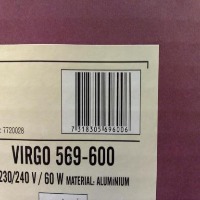 7 318305 696006
: 7720028
VIRGO 569-600
230/240 V / 60 W MATERIAL: ALUMINIUM